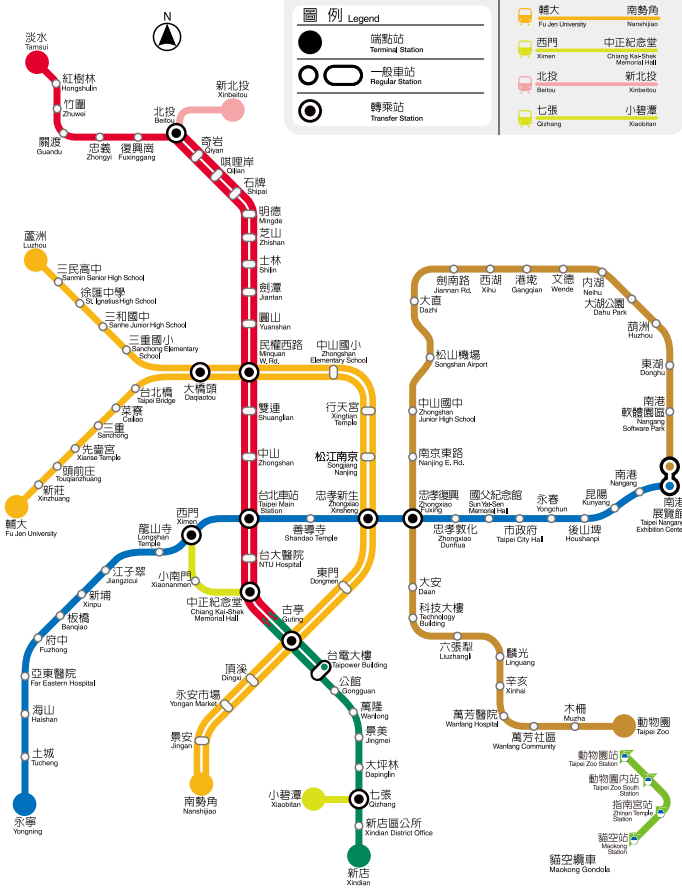 圖 例 Legend
端點站
Terminal Station
一般車站
Regular Station
轉乘站
Transfer Station
輔大 南勢角
Fu Jen University Nanshijiao
西門 中正紀念堂
Ximen Chiang Kai-Shek
Memorial Hall
北投 新北投
Beitou Xinbeitou
七張 小碧潭
Qizhang Xiaobitan
N
淡水
Tamsui
紅樹林
Hongshulin
竹圍
Zhuwei
關渡
Guandu
忠義
Zhongyi
復興崗
Fuxinggang
北投
Beitou
新北投
Xinbeitou
奇岩
Qiyan
唭哩岸
Qilian
石牌
Shipai
明德
Mingde
芝山
Zhishan
士林
Shilin
劍潭
Jiantan
圓山
Yuanshan
民權西路
Minquan
W. Rd.
雙連
Shuanglian
中山
Zhongshan
台北車站
Taipei Main
Station
台大醫院
NTU Hospital
中正紀念堂
Chiang Kai-Shek
Memorial Hall
蘆洲
Luzhou
三民高中
Sanmin Senior High School
徐匯中學
St. Ignatius High School
三和國中
Sanhe Junior High School
三重國小
Sanchong Elementary
School
大橋頭
Daqiaotou
台北橋
Taipei Bridge
菜寮
Cailiao
三重
Sanchong
先嗇宮
Xianse Temple
頭前庄
Touqianzhuang
新莊
Xinzhuang
輔大
Fu Jen University
中山國小
Zhongshan
Elementary School
行天宮
Xingtian
Temple
松江南京
Songjiang
Nanjing
忠孝新生
Zhongxiao
Xinsheng
東門
Dongmen
古亭
Guting
頂溪
Dingxi
永安市場
Yongan Market
景安
Jingan
南勢角
Nanshijiao
西門
Ximen
小南門
Xiaonanmen
龍山寺
Longshan
Temple
江子翠
Jiangzicui
新埔
Xinpu
板橋
Banqiao
府中
Fuzhong
亞東醫院
Far Eastern Hospital
海山
Haishan
土城
Tucheng
永寧
Yongning
善導寺
Shandao Temple
忠孝復興
Zhongxiao
Fuxing
忠孝敦化
Zhongxiao
Dunhua
國父紀念館
Sun Yat-Sen
Memorial Hall
市政府
Taipei City Hall
永春
Yongchun
後山埤
Houshanpi
昆陽
Kunyang
南港
Nangang
南港
展覽館
Taipei Nangang
Exhibition Center
南港
軟體園區
Nangang
Software Park
東湖
Donghu
葫洲
Huzhou
大湖公園
Dahu Park
內湖
Neihu
文德
Wende
港墘
Gangqian
西湖
Xihu
劍南路
Jiannan Rd.
大直
Dazhi
松山機場
Songshan Airport
中山國中
Zhongshan
Junior High School
南京東路
Nanjing E. Rd.
大安
Daan
科技大樓
Technology
Building
六張犁
Liuzhangli
麟光
Linguang
辛亥
Xinhai
萬芳醫院
Wanfang Hospital
萬芳社區
Wanfang Community
木柵
Muzha
動物園
Taipei Zoo
台電大樓
Taipower Building
公館
Gongguan
萬隆
Wanlong
景美
Jingmei
大坪林
Dapinglin
七張
Qizhang
小碧潭
Xiaobitan
新店區公所
Xindian District Office
新店
Xindian
動物園站
Taipei Zoo Station
動物園內站
Taipei Zoo South
Station
指南宮站
Zhinan Temple
Station
貓空站
Maokong
Station
貓空纜車
Maokong Gondola